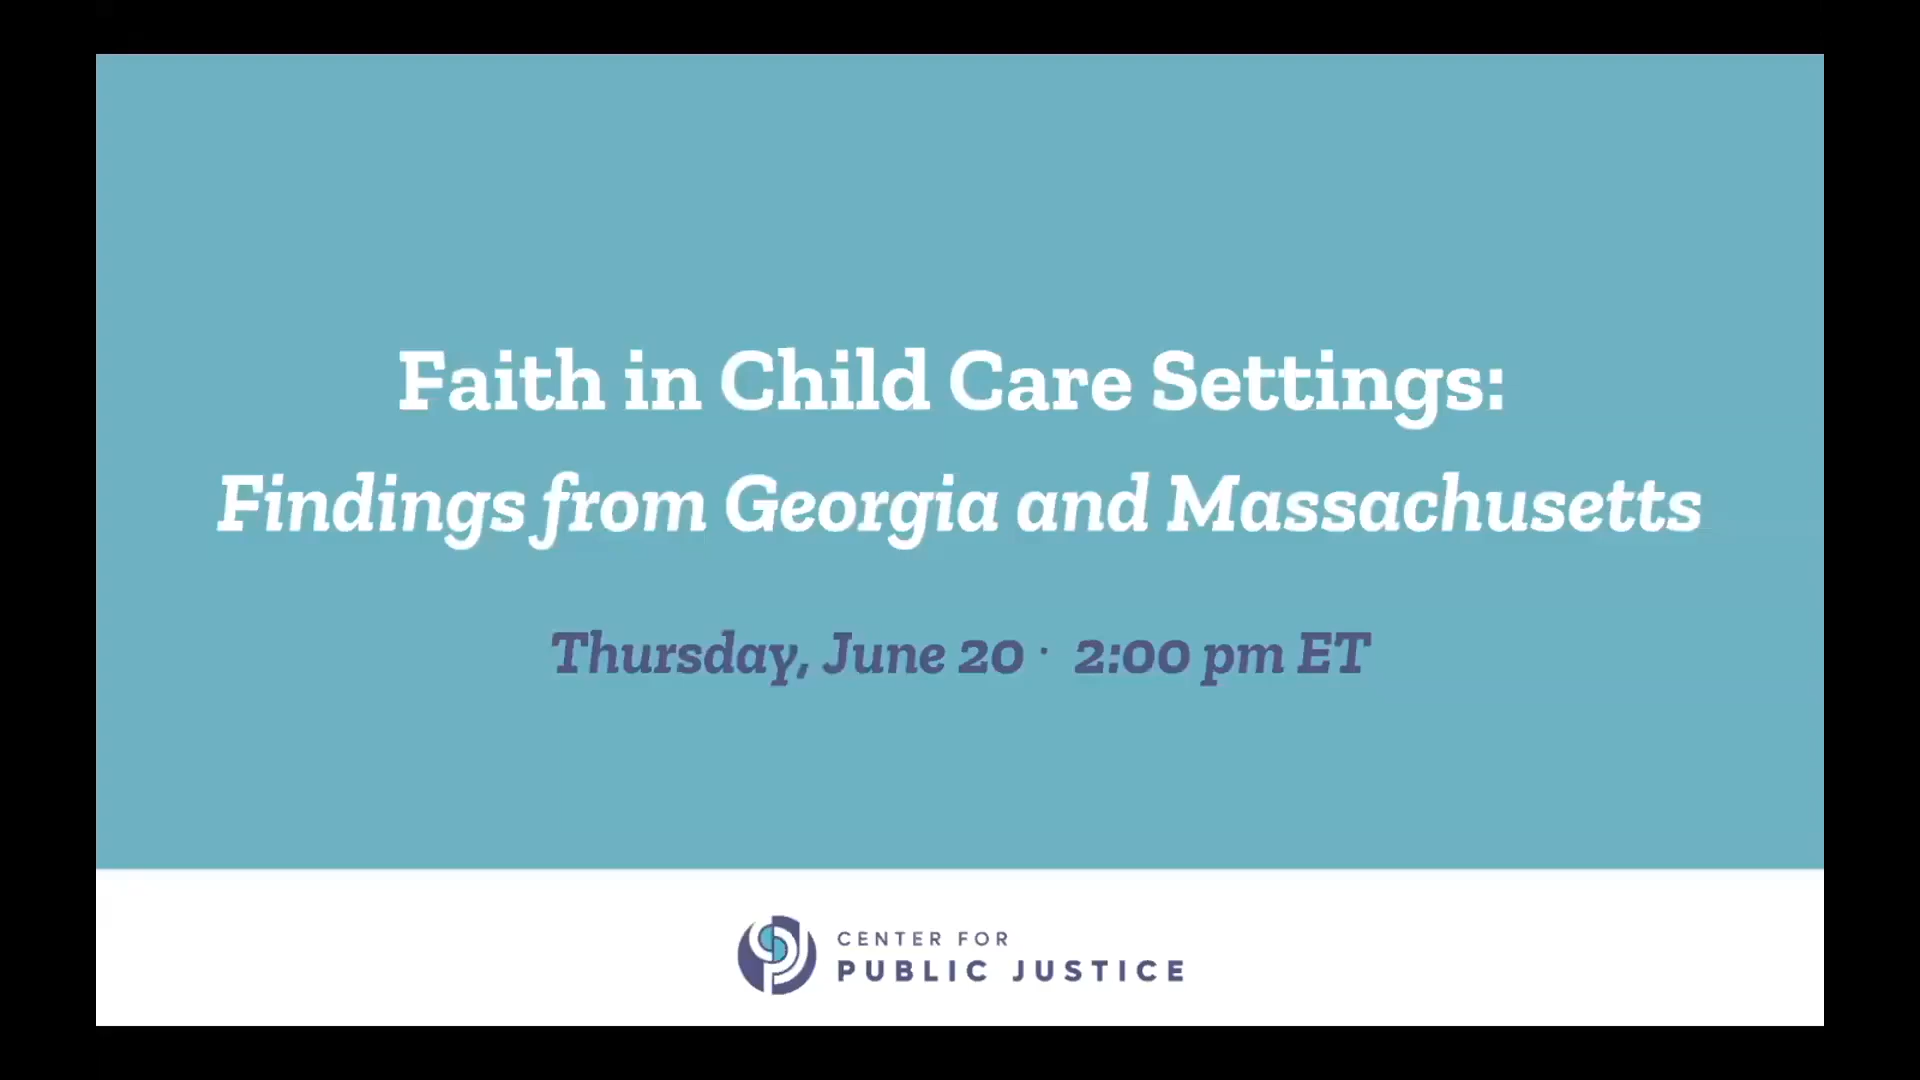 Faith in Child Care Settings:
Findings from Georgia and Massachusetts
Thursday, June 20 · 2:00 pm ET
CENTER FOR
PUBLIC JUSTICE